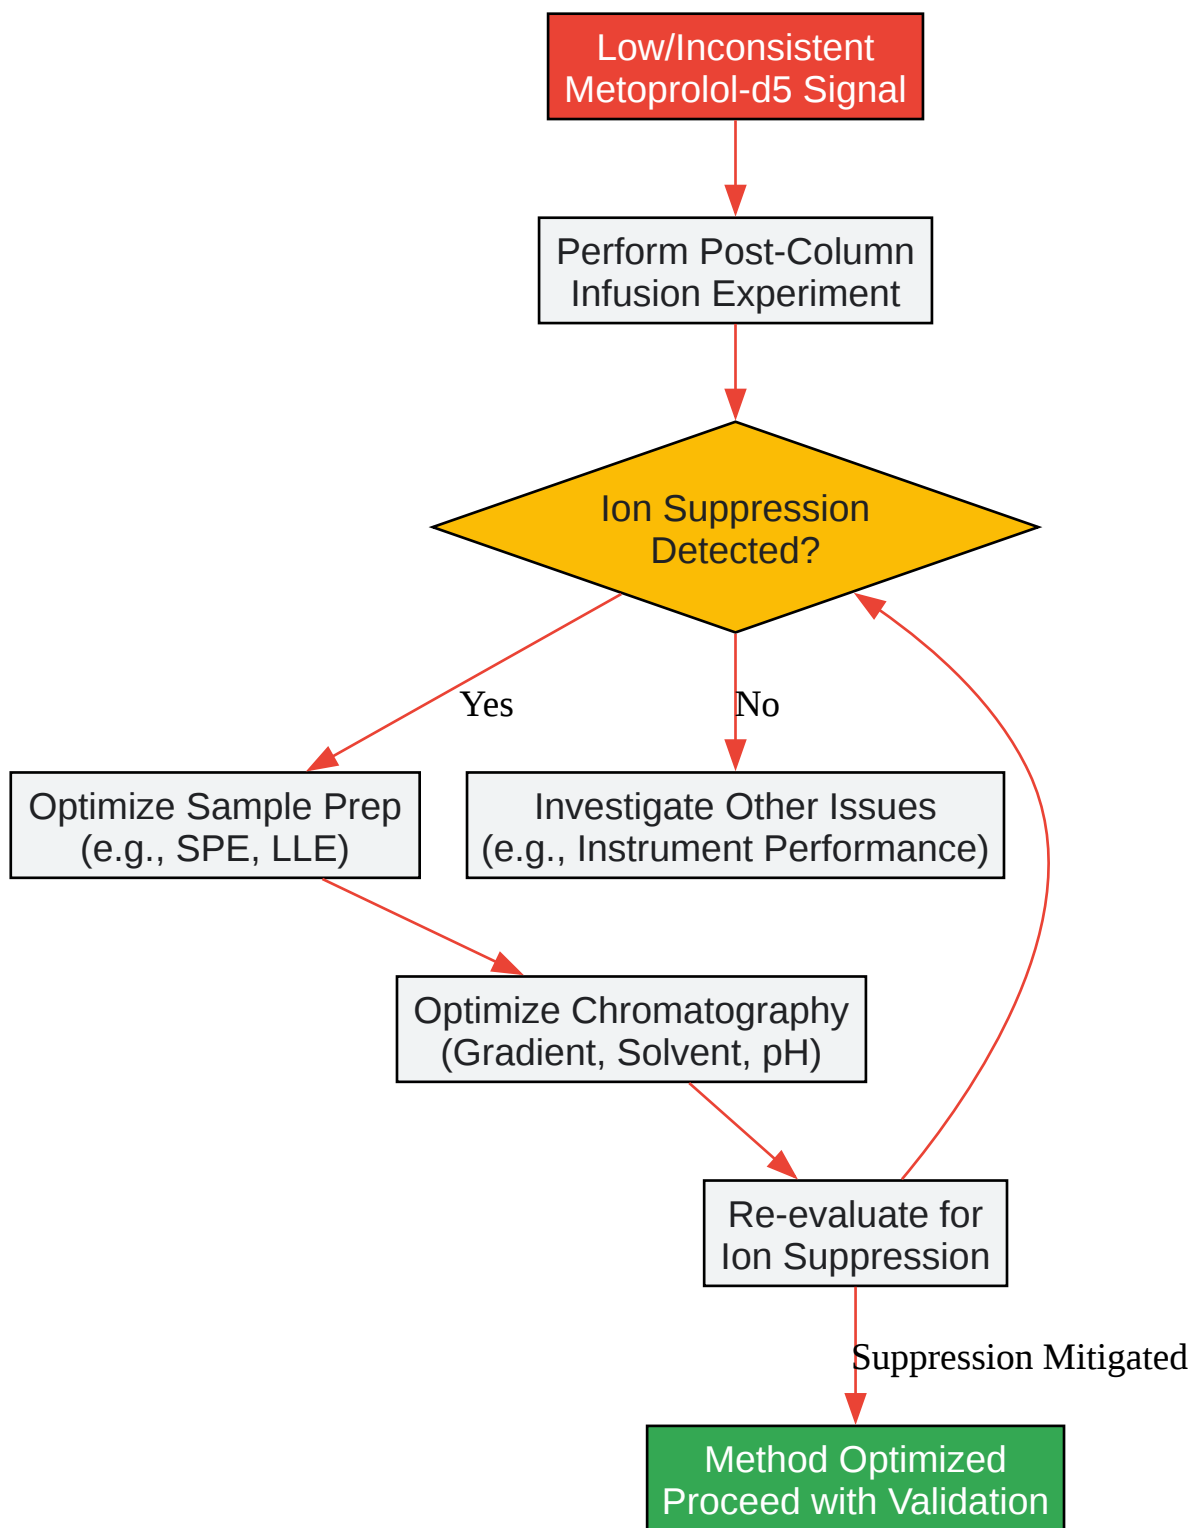 Low/Inconsistent
Metoprolol-d5 Signal
Perform Post-Column
Infusion Experiment
Ion Suppression
Detected?
Yes
No
Optimize Sample Prep
(e.g., SPE, LLE)
Investigate Other Issues
(e.g., Instrument Performance)
Optimize Chromatography
(Gradient, Solvent, pH)
Re-evaluate for
Ion Suppression
Suppression Mitigated
Method Optimized
Proceed with Validation